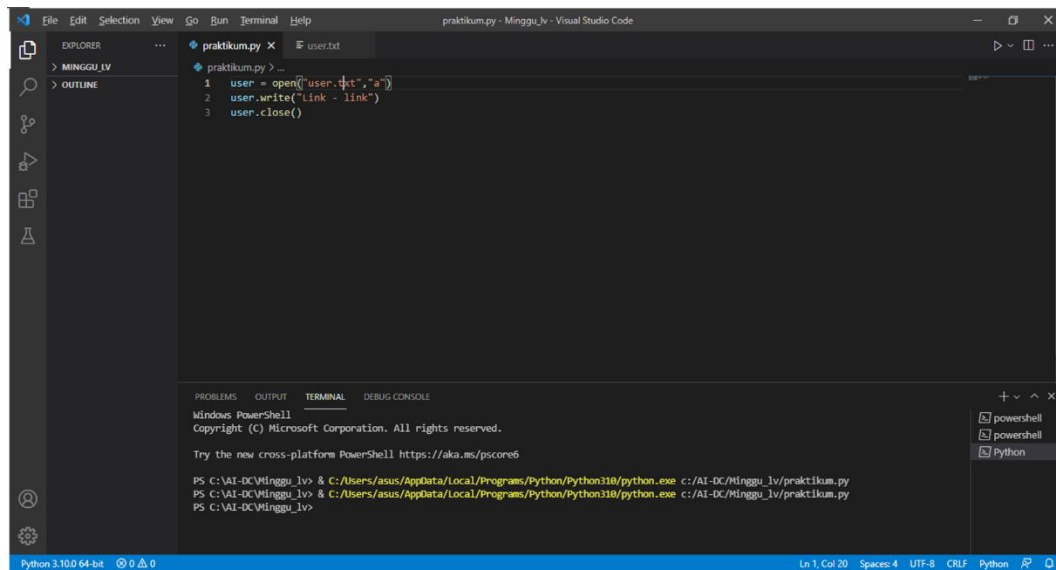 File Edit Selection View Go Run Terminal Help praktikum.py - Minggu_lv - Visual Studio Code
EXPLORER
praktikum.py
user.txt
> MINGGU_LV
> OUTLINE
praktikum.py > ...
1 user = open("user.txt","a")
2 user.write("Link - link")
3 user.close()
PROBLEMS OUTPUT TERMINAL DEBUG CONSOLE
Windows PowerShell
Copyright (C) Microsoft Corporation. All rights reserved.
Try the new cross-platform PowerShell https://aka.ms/pscore6
PS C:\AI-DC\Minggu_lv> & C:/Users/asus/AppData/Local/Programs/Python/Python310/python.exe c:/AI-DC/Minggu_lv/praktikum.py
PS C:\AI-DC\Minggu_lv> & C:/Users/asus/AppData/Local/Programs/Python/Python310/python.exe c:/AI-DC/Minggu_lv/praktikum.py
PS C:\AI-DC\Minggu_lv>
powershell
powershell
Python
Python 3.10.0 64-bit 0 0 Ln 1, Col 20 Spaces: 4 UTF-8 CRLF Python